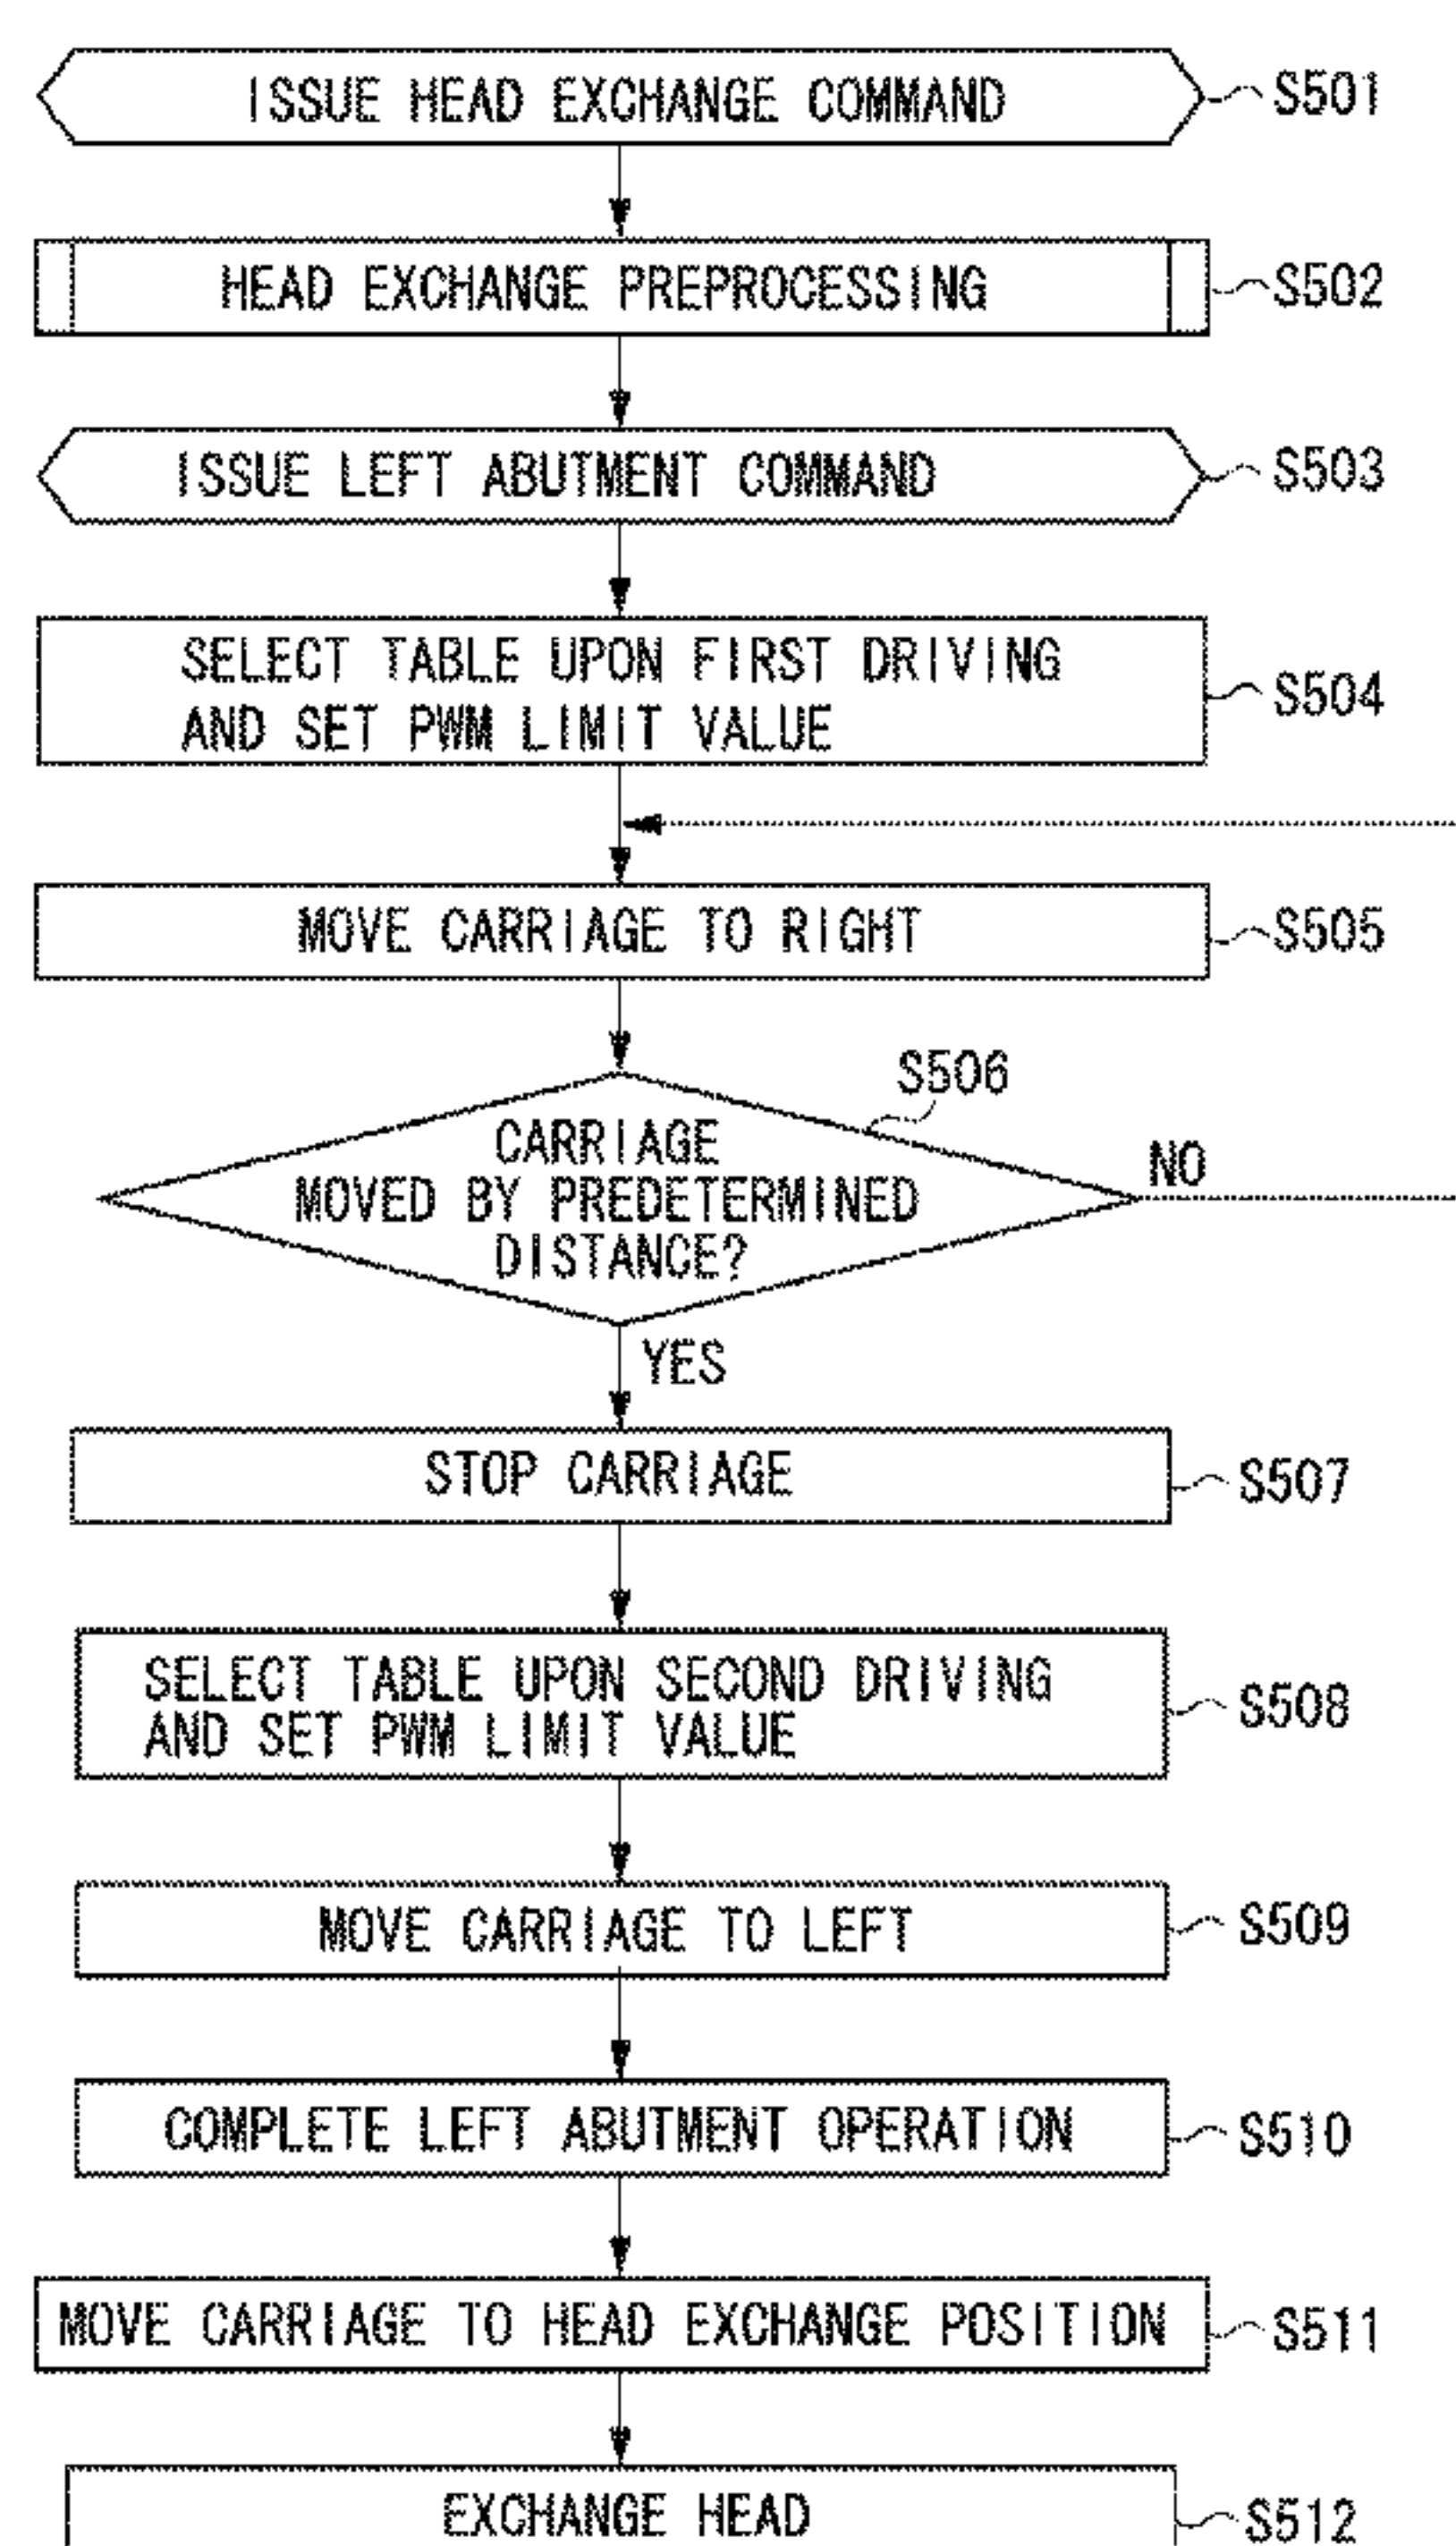 ISSUE HEAD EXCHANGE COMMAND S501
HEAD EXCHANGE PREPROCESSING S502
ISSUE LEFT ABUTMENT COMMAND S503
SELECT TABLE UPON FIRST DRIVING
AND SET PWM LIMIT VALUE S504
MOVE CARRIAGE TO RIGHT S505
S506
CARRIAGE
MOVED BY PREDETERMINED
DISTANCE?
NO
YES
STOP CARRIAGE S507
SELECT TABLE UPON SECOND DRIVING
AND SET PWM LIMIT VALUE S508
MOVE CARRIAGE TO LEFT S509
COMPLETE LEFT ABUTMENT OPERATION S510
MOVE CARRIAGE TO HEAD EXCHANGE POSITION S511
EXCHANGE HEAD S512